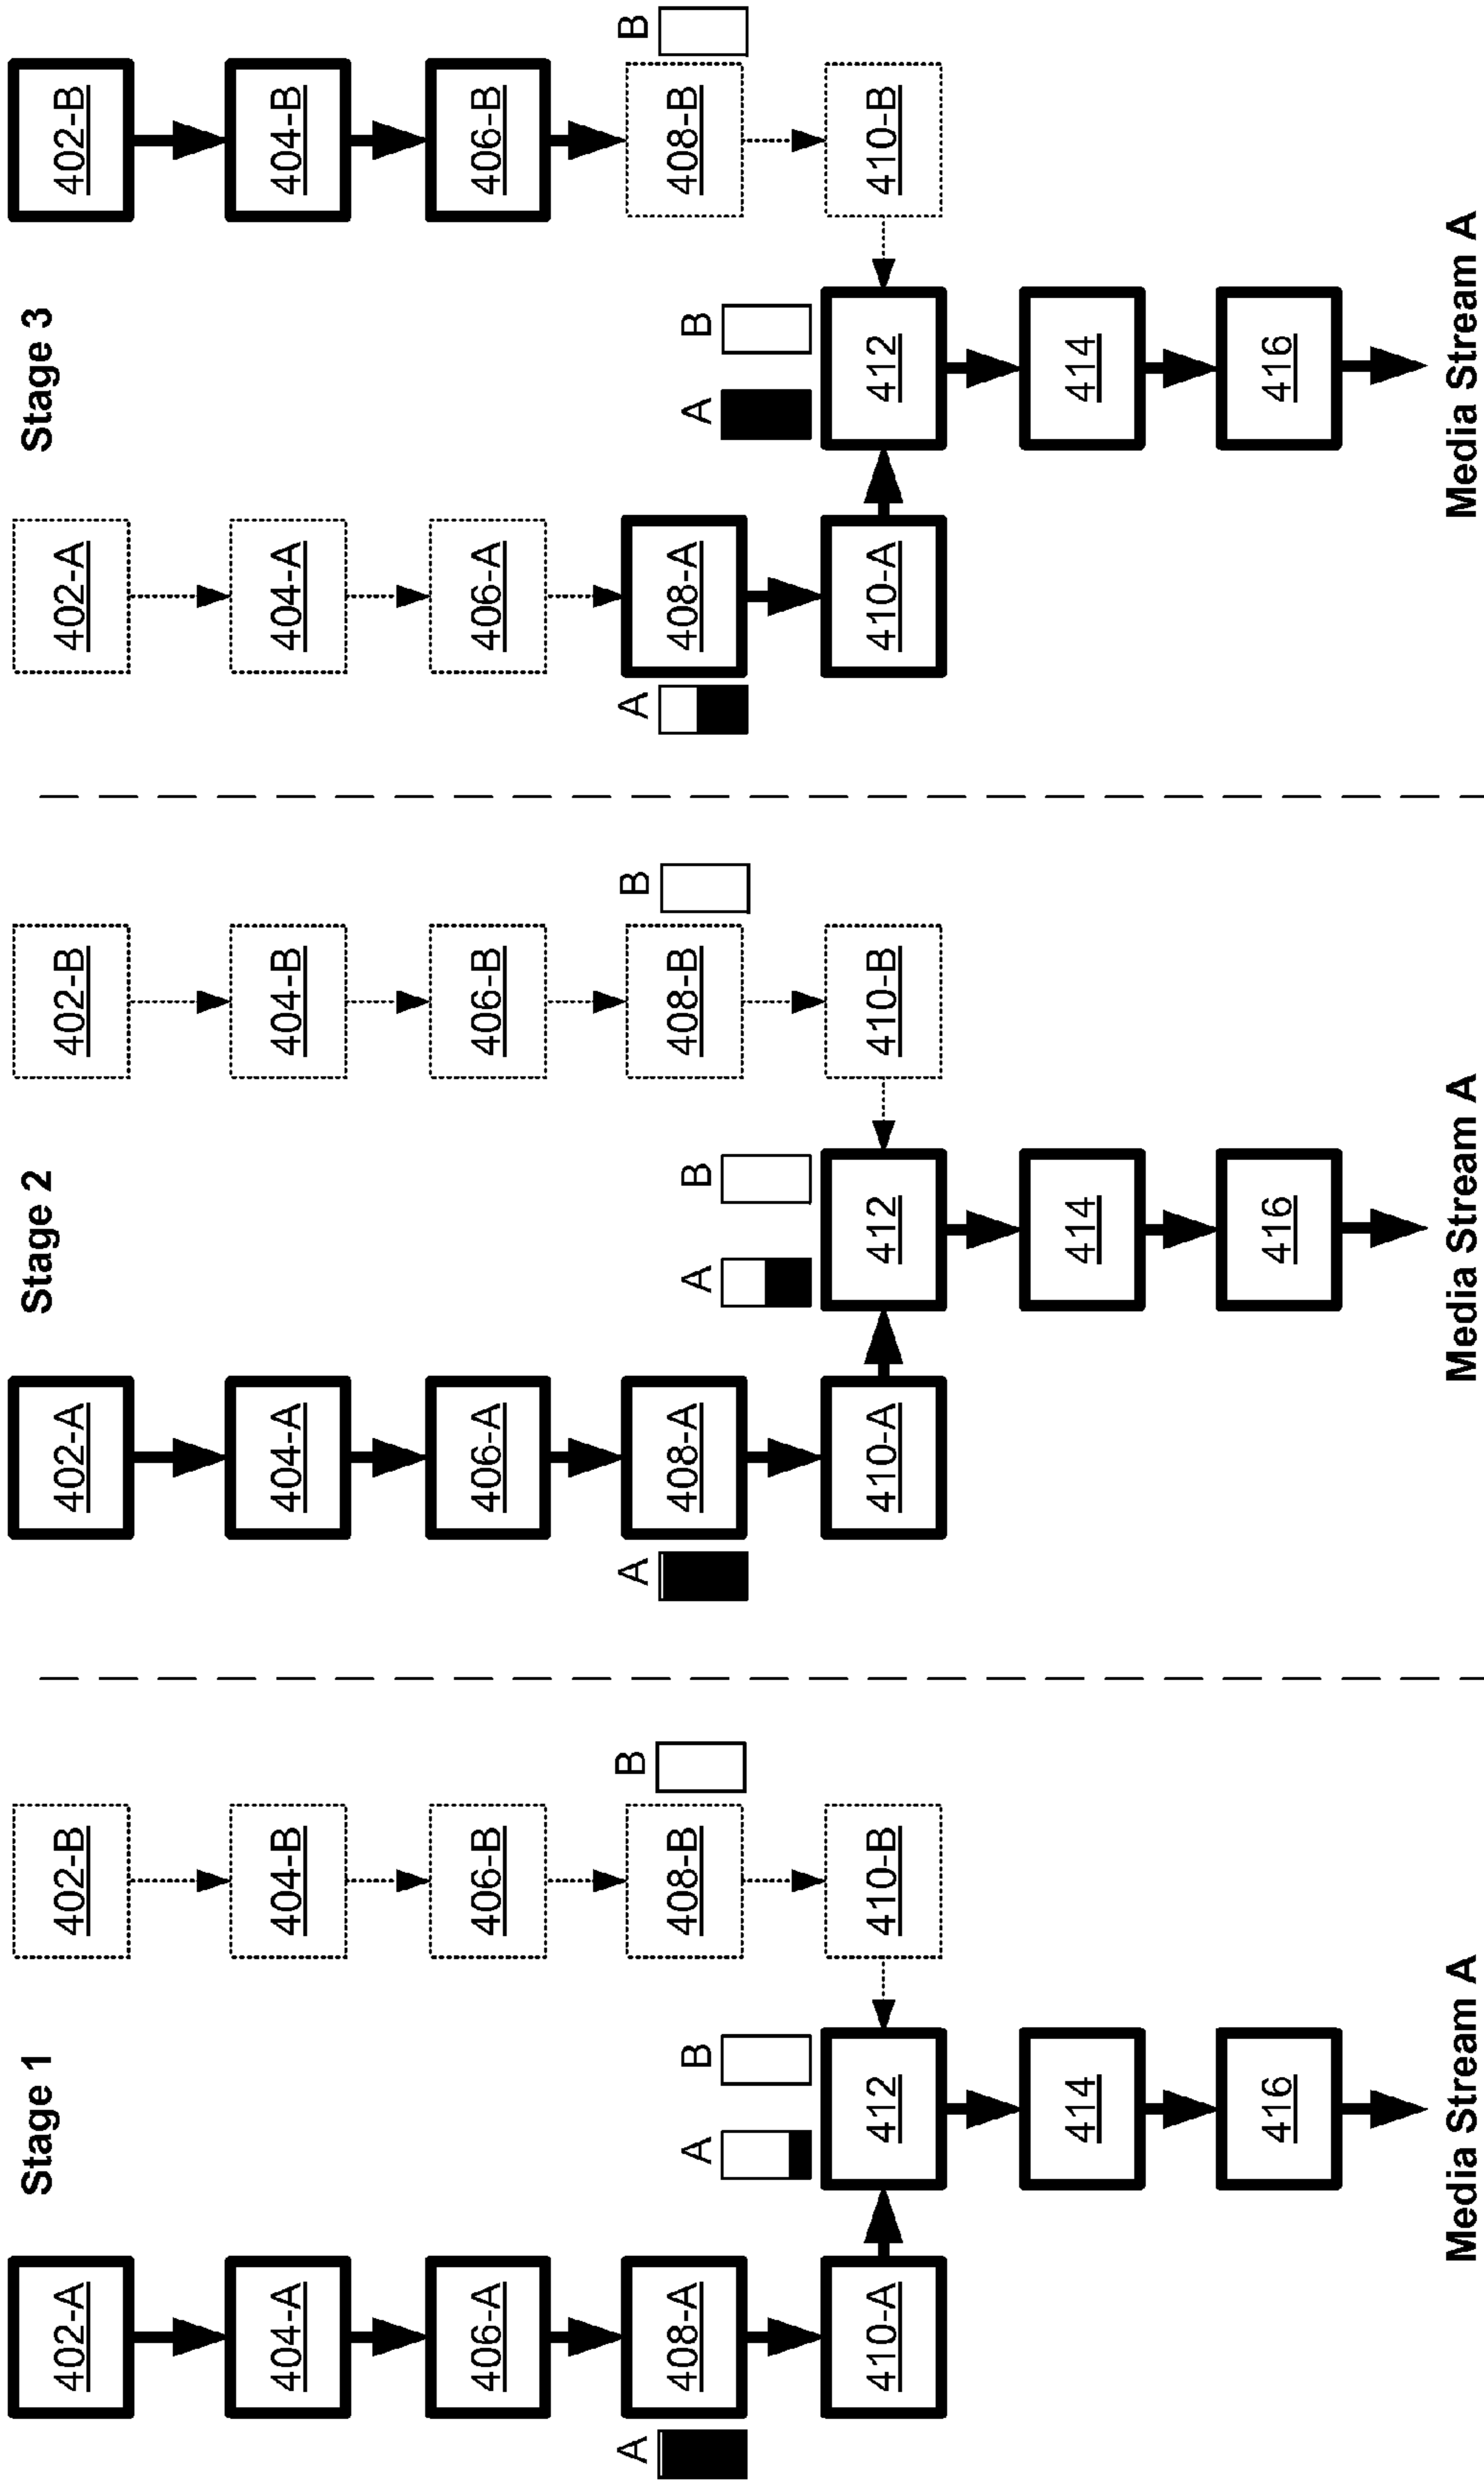 Stage 1
402-A
402-B
404-A
404-B
406-A
406-B
A
408-A
408-B
B
A
B
410-A
412
410-B
414
416
Media Stream A
Stage 2
402-A
402-B
404-A
404-B
406-A
406-B
A
408-A
408-B
B
A
B
410-A
412
410-B
414
416
Media Stream A
Stage 3
402-A
402-B
404-A
404-B
406-A
406-B
A
408-A
408-B
B
A
B
410-A
412
410-B
414
416
Media Stream A